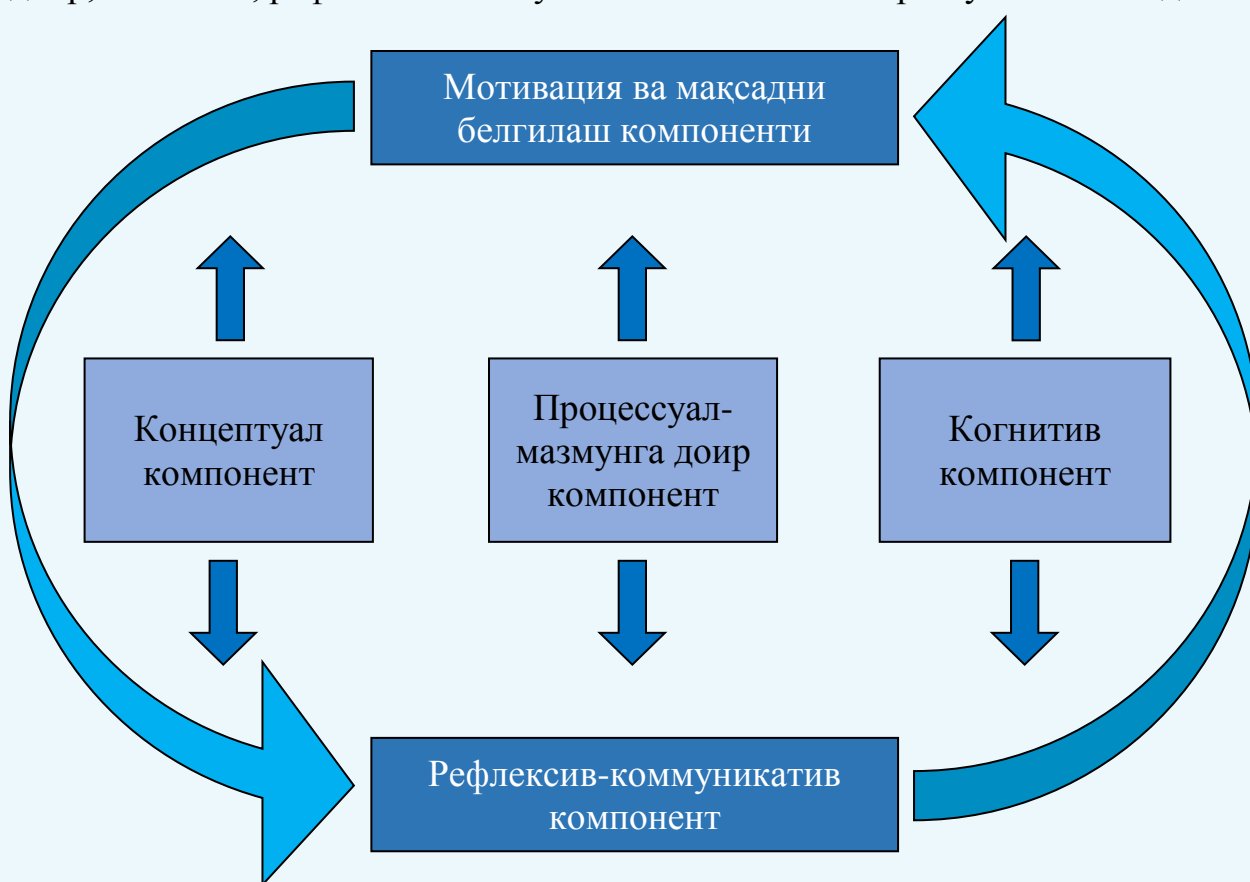 Мотивация ва мақсадни
белгилаш компоненти
Концептуал
компонент
Процессуал-
мазмунга доир
компонент
Когнитив
компонент
Рефлексив-коммуникатив
компонент